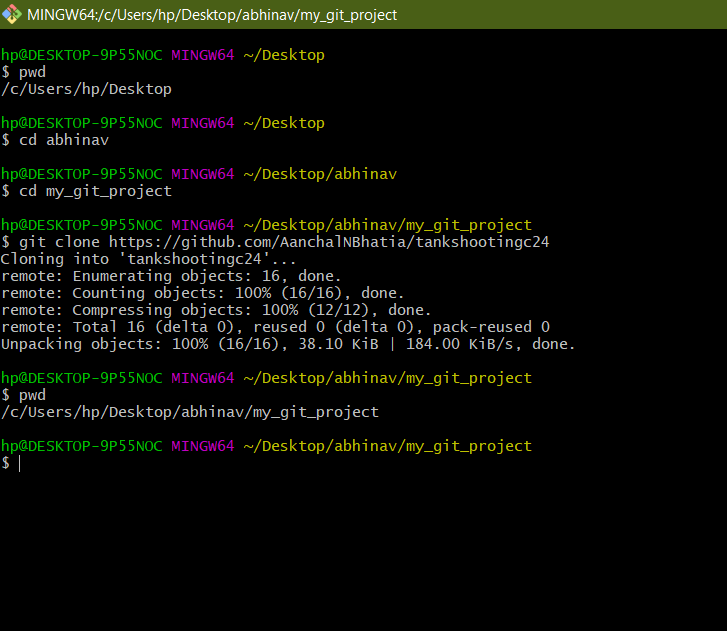 MINGW64:/c/Users/hp/Desktop/abhinav/my_git_project
hp@DESKTOP-9P55NOC MINGW64 ~/Desktop
$ pwd
/c/Users/hp/Desktop
hp@DESKTOP-9P55NOC MINGW64 ~/Desktop
$ cd abhinav
hp@DESKTOP-9P55NOC MINGW64 ~/Desktop/abhinav
$ cd my_git_project
hp@DESKTOP-9P55NOC MINGW64 ~/Desktop/abhinav/my_git_project
$ git clone https://github.com/AanchalNBhatia/tankshootingc24
Cloning into 'tankshootingc24'...
remote: Enumerating objects: 16, done.
remote: Counting objects: 100% (16/16), done.
remote: Compressing objects: 100% (12/12), done.
remote: Total 16 (delta 0), reused 0 (delta 0), pack-reused 0
Unpacking objects: 100% (16/16), 38.10 KiB | 184.00 KiB/s, done.
hp@DESKTOP-9P55NOC MINGW64 ~/Desktop/abhinav/my_git_project
$ pwd
/c/Users/hp/Desktop/abhinav/my_git_project
hp@DESKTOP-9P55NOC MINGW64 ~/Desktop/abhinav/my_git_project
$